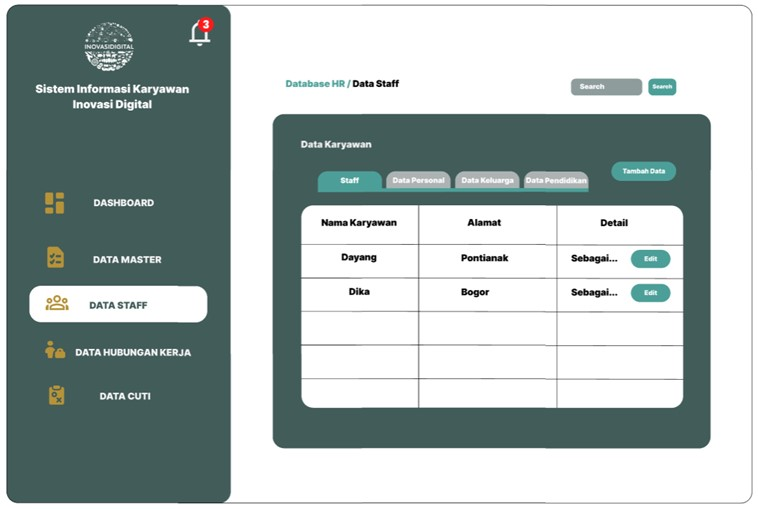 INOVASIDIGITAL
3
Sistem Informasi Karyawan
Inovasi Digital
DASHBOARD
DATA MASTER
DATA STAFF
DATA HUBUNGAN KERJA
DATA CUTI
Database HR / Data Staff
Search
Search
Data Karyawan
Tambah Data
Staff
Data Personal
Data Keluarga
Data Pendidikan
Nama Karyawan Alamat Detail
Dayang Pontianak Sebagai... Edit
Dika Bogor Sebagai... Edit